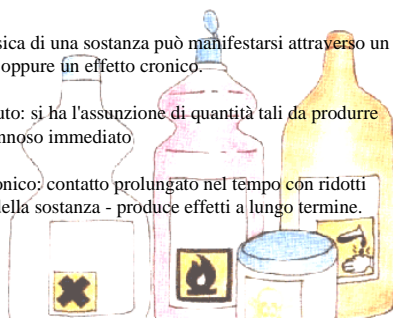 sica di una sostanza può manifestarsi attraverso un
oppure un effetto cronico.
uto: si ha l'assunzione di quantità tali da produrre
nnoso immediato
onico: contatto prolungato nel tempo con ridotti
della sostanza - produce effetti a lungo termine.